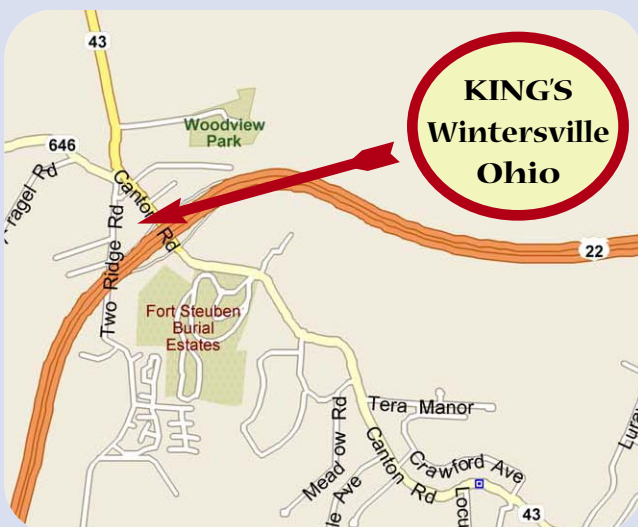 43
KING'S
Wintersville
Ohio
Woodview
Park
646
Canton Rd
Two Ridge Rd
22
Fort Steuben
Burial
Estates
Tera Manor
Meadow Rd
Canton Rd
Crawford Ave
43